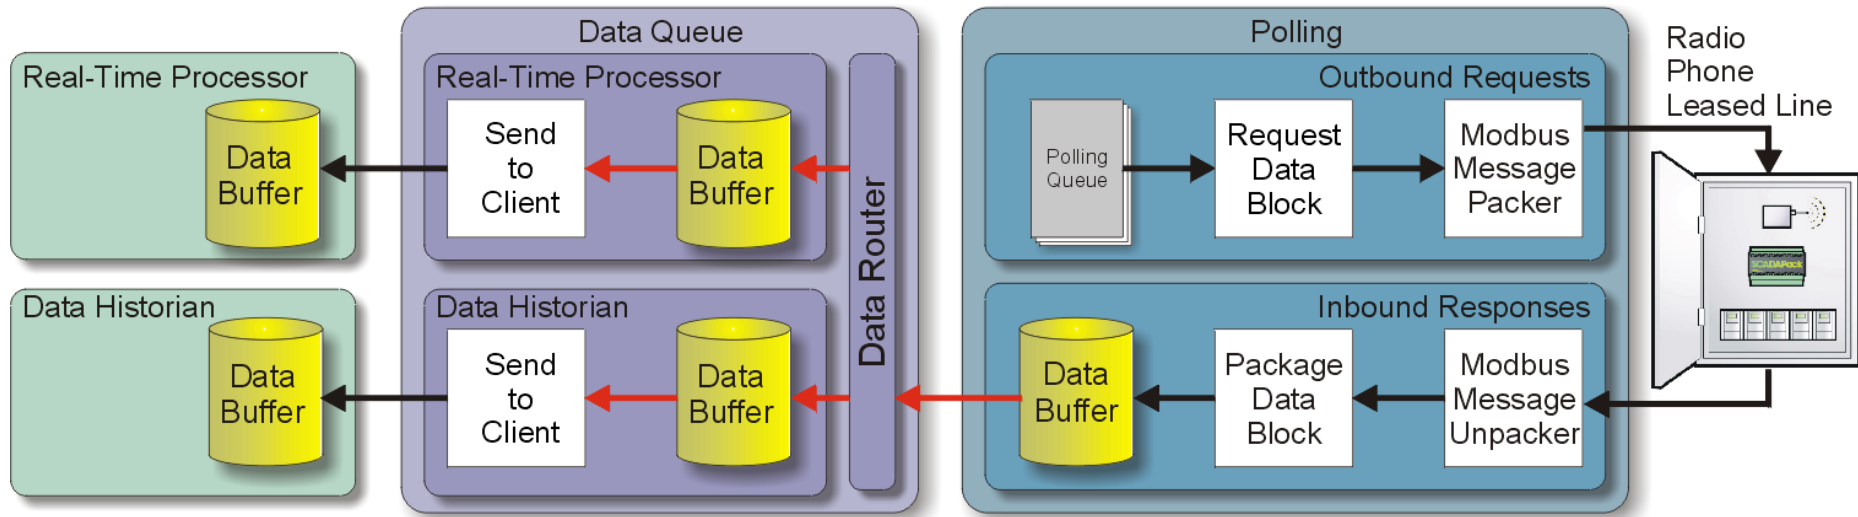 Data Queue
Polling
Real-Time Processor
Data
Buffer
Real-Time Processor
Send
to
Client
Data
Buffer
Data Router
Outbound Requests
Polling
Queue
Request
Data
Block
Modbus
Message
Packer
Radio
Phone
Leased Line
SCADAPack
Data Historian
Data
Buffer
Data Historian
Send
to
Client
Data
Buffer
Inbound Responses
Data
Buffer
Package
Data
Block
Modbus
Message
Unpacker